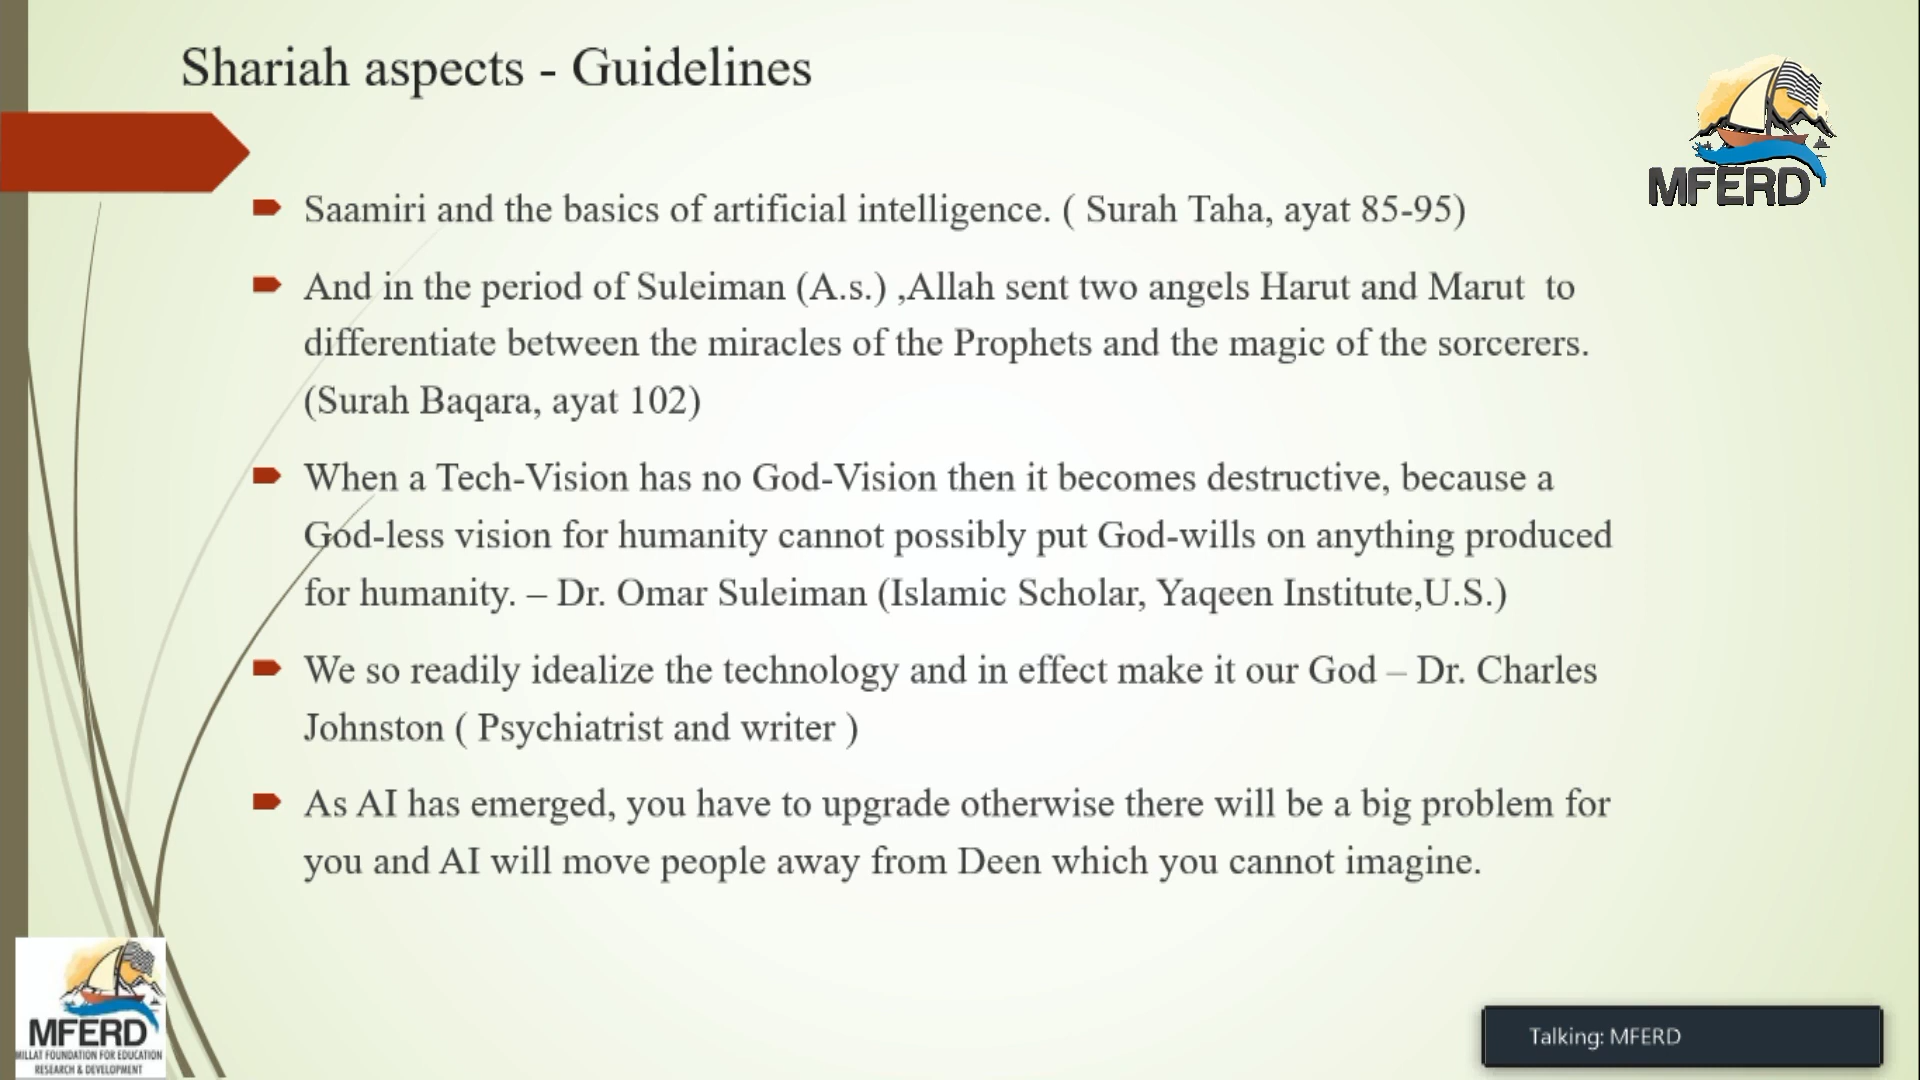 Shariah aspects - Guidelines
MFERD
Saamiri and the basics of artificial intelligence. ( Surah Taha, ayat 85-95)
And in the period of Suleiman (A.s.) ,Allah sent two angels Harut and Marut  to
differentiate between the miracles of the Prophets and the magic of the sorcerers.
(Surah Baqara, ayat 102)
When a Tech-Vision has no God-Vision then it becomes destructive, because a
God-less vision for humanity cannot possibly put God-wills on anything produced
for humanity. – Dr. Omar Suleiman (Islamic Scholar, Yaqeen Institute,U.S.)
We so readily idealize the technology and in effect make it our God – Dr. Charles
Johnston ( Psychiatrist and writer )
As AI has emerged, you have to upgrade otherwise there will be a big problem for
you and AI will move people away from Deen which you cannot imagine.
MFERD
MILLAT FOUNDATION FOR EDUCATION
RESEARCH & DEVELOPMENT
Talking: MFERD